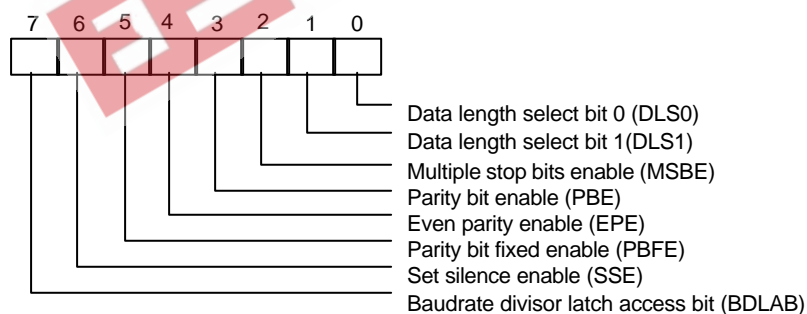 7 6 5 4 3 2 1 0
Data length select bit 0 (DLS0)
Data length select bit 1(DLS1)
Multiple stop bits enable (MSBE)
Parity bit enable (PBE)
Even parity enable (EPE)
Parity bit fixed enable (PBFE)
Set silence enable (SSE)
Baudrate divisor latch access bit (BDLAB)